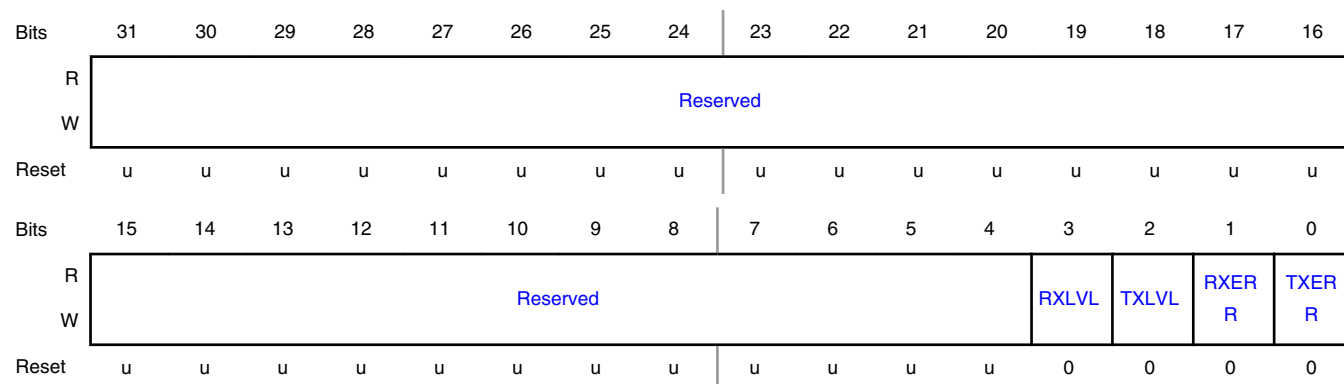 Bits 31 30 29 28 27 26 25 24 23 22 21 20 19 18 17 16
R
Reserved
W
Reset u u u u u u u u u u u u u u u u
Bits 15 14 13 12 11 10 9 8 7 6 5 4 3 2 1 0
R
Reserved RXLVL TXLVL RXER R TXER R
W
Reset u u u u u u u u u u u u 0 0 0 0